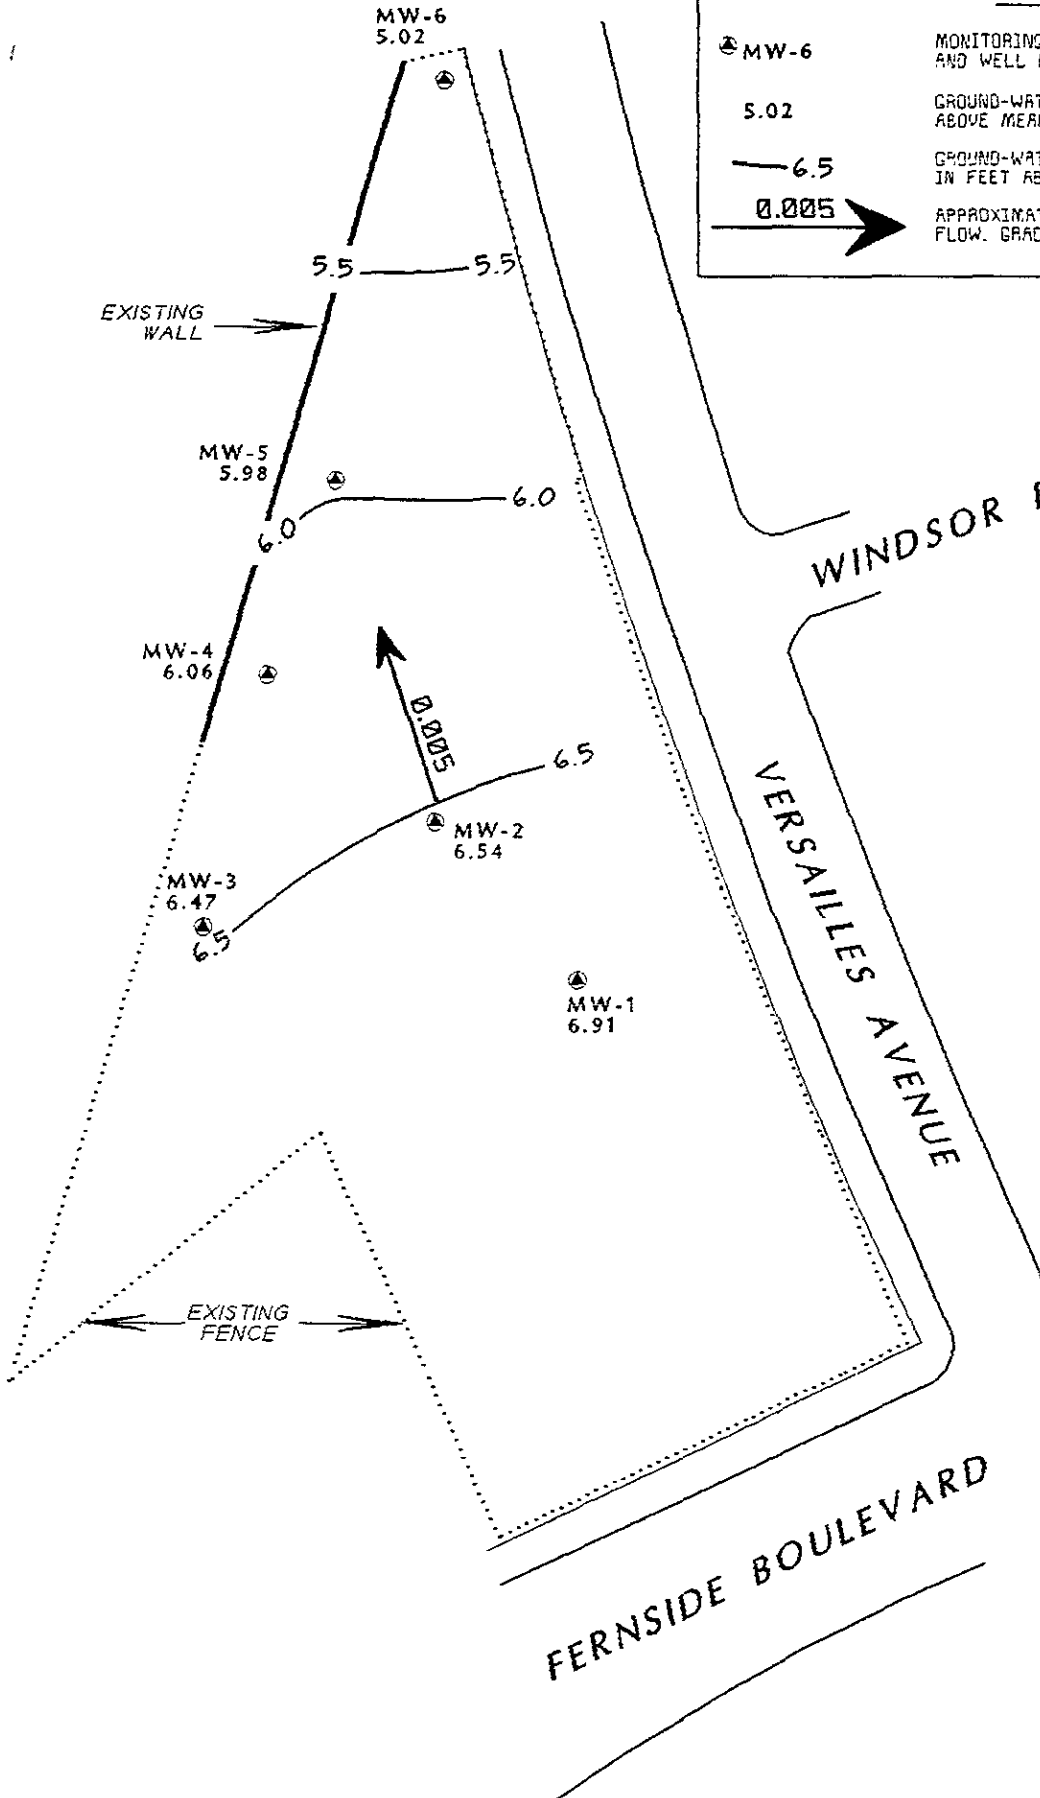 MW-6
5.02
MW-6
5.02
6.5
0.005
5.5
5.5
EXISTING
WALL
MW-5
5.98
6.0
6.0
WINDSOR
MW-4
6.06
0.005
6.5
MW-2
6.54
MW-3
6.47
6.5
MW-1
6.91
VERSAILLES AVENUE
EXISTING
FENCE
FERNSIDE BOULEVARD
MONITORING
AND WELL
GROUND-WAT
ABOVE MEA
GROUND-WAT
IN FEET AB
APPROXIMAT
FLOW. GRAD